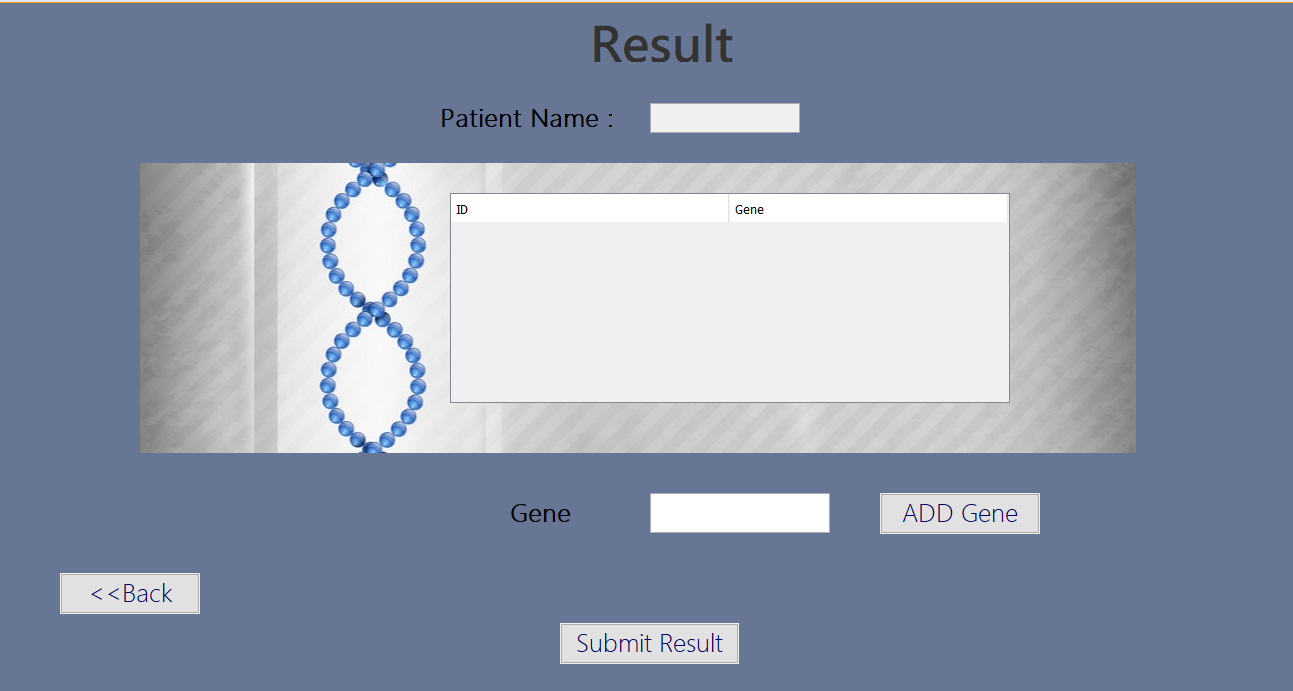 Result
Patient Name :
ID Gene
Gene ADD Gene
<<Back
Submit Result